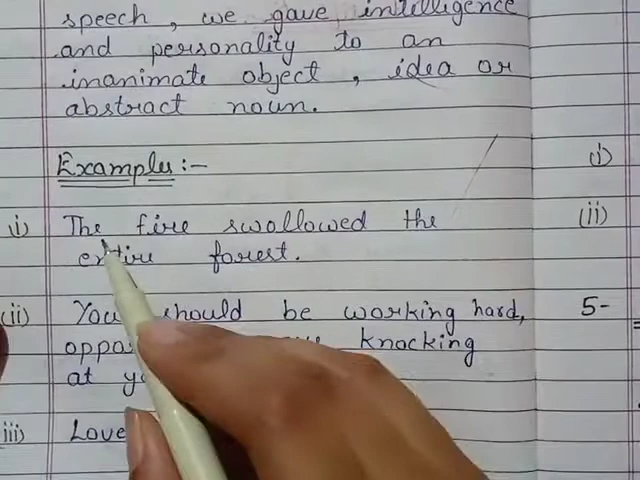 speech, we gave intelligence
and personality to an
inanimate object, idea or
abstract noun.
Examples:-
(i)
i) The fire swallowed the
(ii)
entire forest.
(ii) You should be working hard,
5-
knocking
at
iii) Love